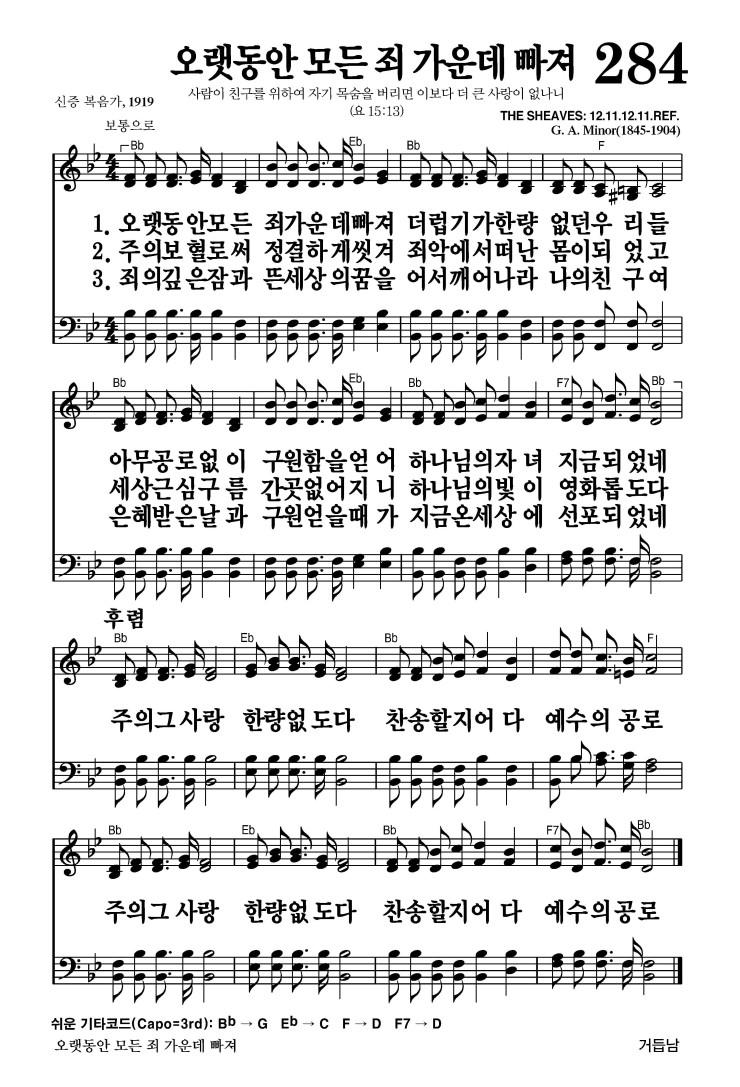 오랫동안 모든 죄 가운데 빠져 284
사람이 친구를 위하여 자기 목숨을 버리면 이보다 더 큰 사랑이 없나니
(요 15:13)
신증 복음가, 1919
THE SHEAVES: 12.11.12.11.REF.
G. A. Minor(1845-1904)
보통으로
Bb Eb Bb F
1. 오랫동안모든 죄가운데빠져 더럽기가한량 없던우 리들
2. 주의보혈로써 정결하게씻겨 죄악에서떠난 몸이되 었고
3. 죄의깊은잠과 뜬세상의꿈을 어서깨어나라 나의친 구여
Bb Eb Bb F7 Bb
아무공로없 이 구원함을얻 어 하나님의자 녀 지금되었네
세상근심구 름 간곳없어지 니 하나님의빛 이 영화롭도다
은혜받은날 과 구원얻을때 가 지금온세상 에 선포되었네
후렴
Bb Eb Bb F
주의그사랑 한량없도다 찬송할지어 다 예수의 공로
Bb Eb Bb F7 Bb
주의그사랑 한량없도다 찬송할지어 다 예수의공로
쉬운 기타코드(Capo=3rd): Bb → G Eb → C F → D F7 → D
오랫동안 모든 죄 가운데 빠져
거듭남